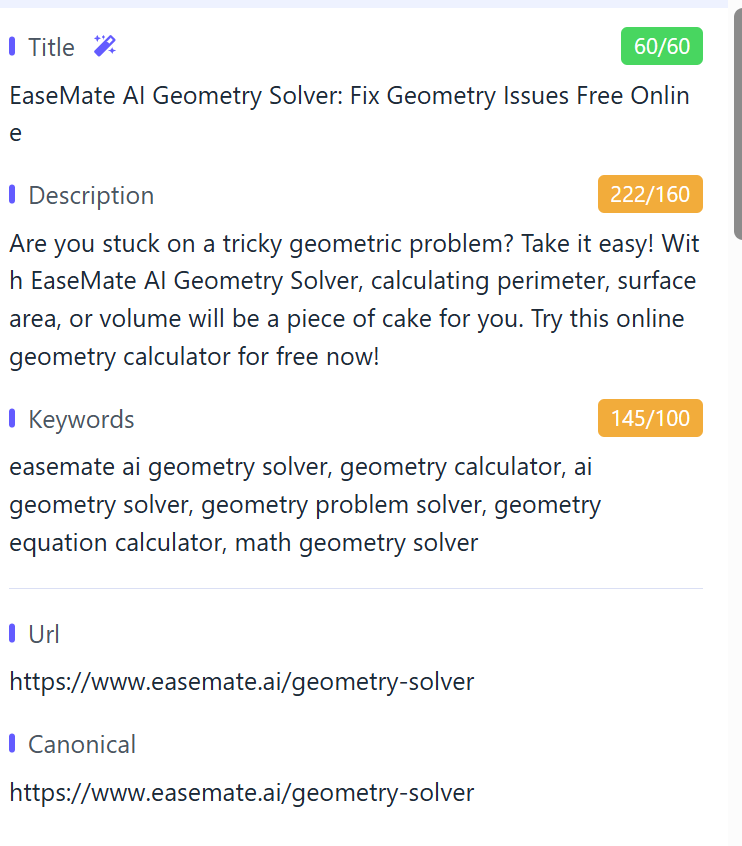 Title
60/60
EaseMate AI Geometry Solver: Fix Geometry Issues Free Onlin
e
Description
222/160
Are you stuck on a tricky geometric problem? Take it easy! Wit
h EaseMate AI Geometry Solver, calculating perimeter, surface
area, or volume will be a piece of cake for you. Try this online
geometry calculator for free now!
Keywords
145/100
easemate ai geometry solver, geometry calculator, ai
geometry solver, geometry problem solver, geometry
equation calculator, math geometry solver
Url
https://www.easemate.ai/geometry-solver
Canonical
https://www.easemate.ai/geometry-solver